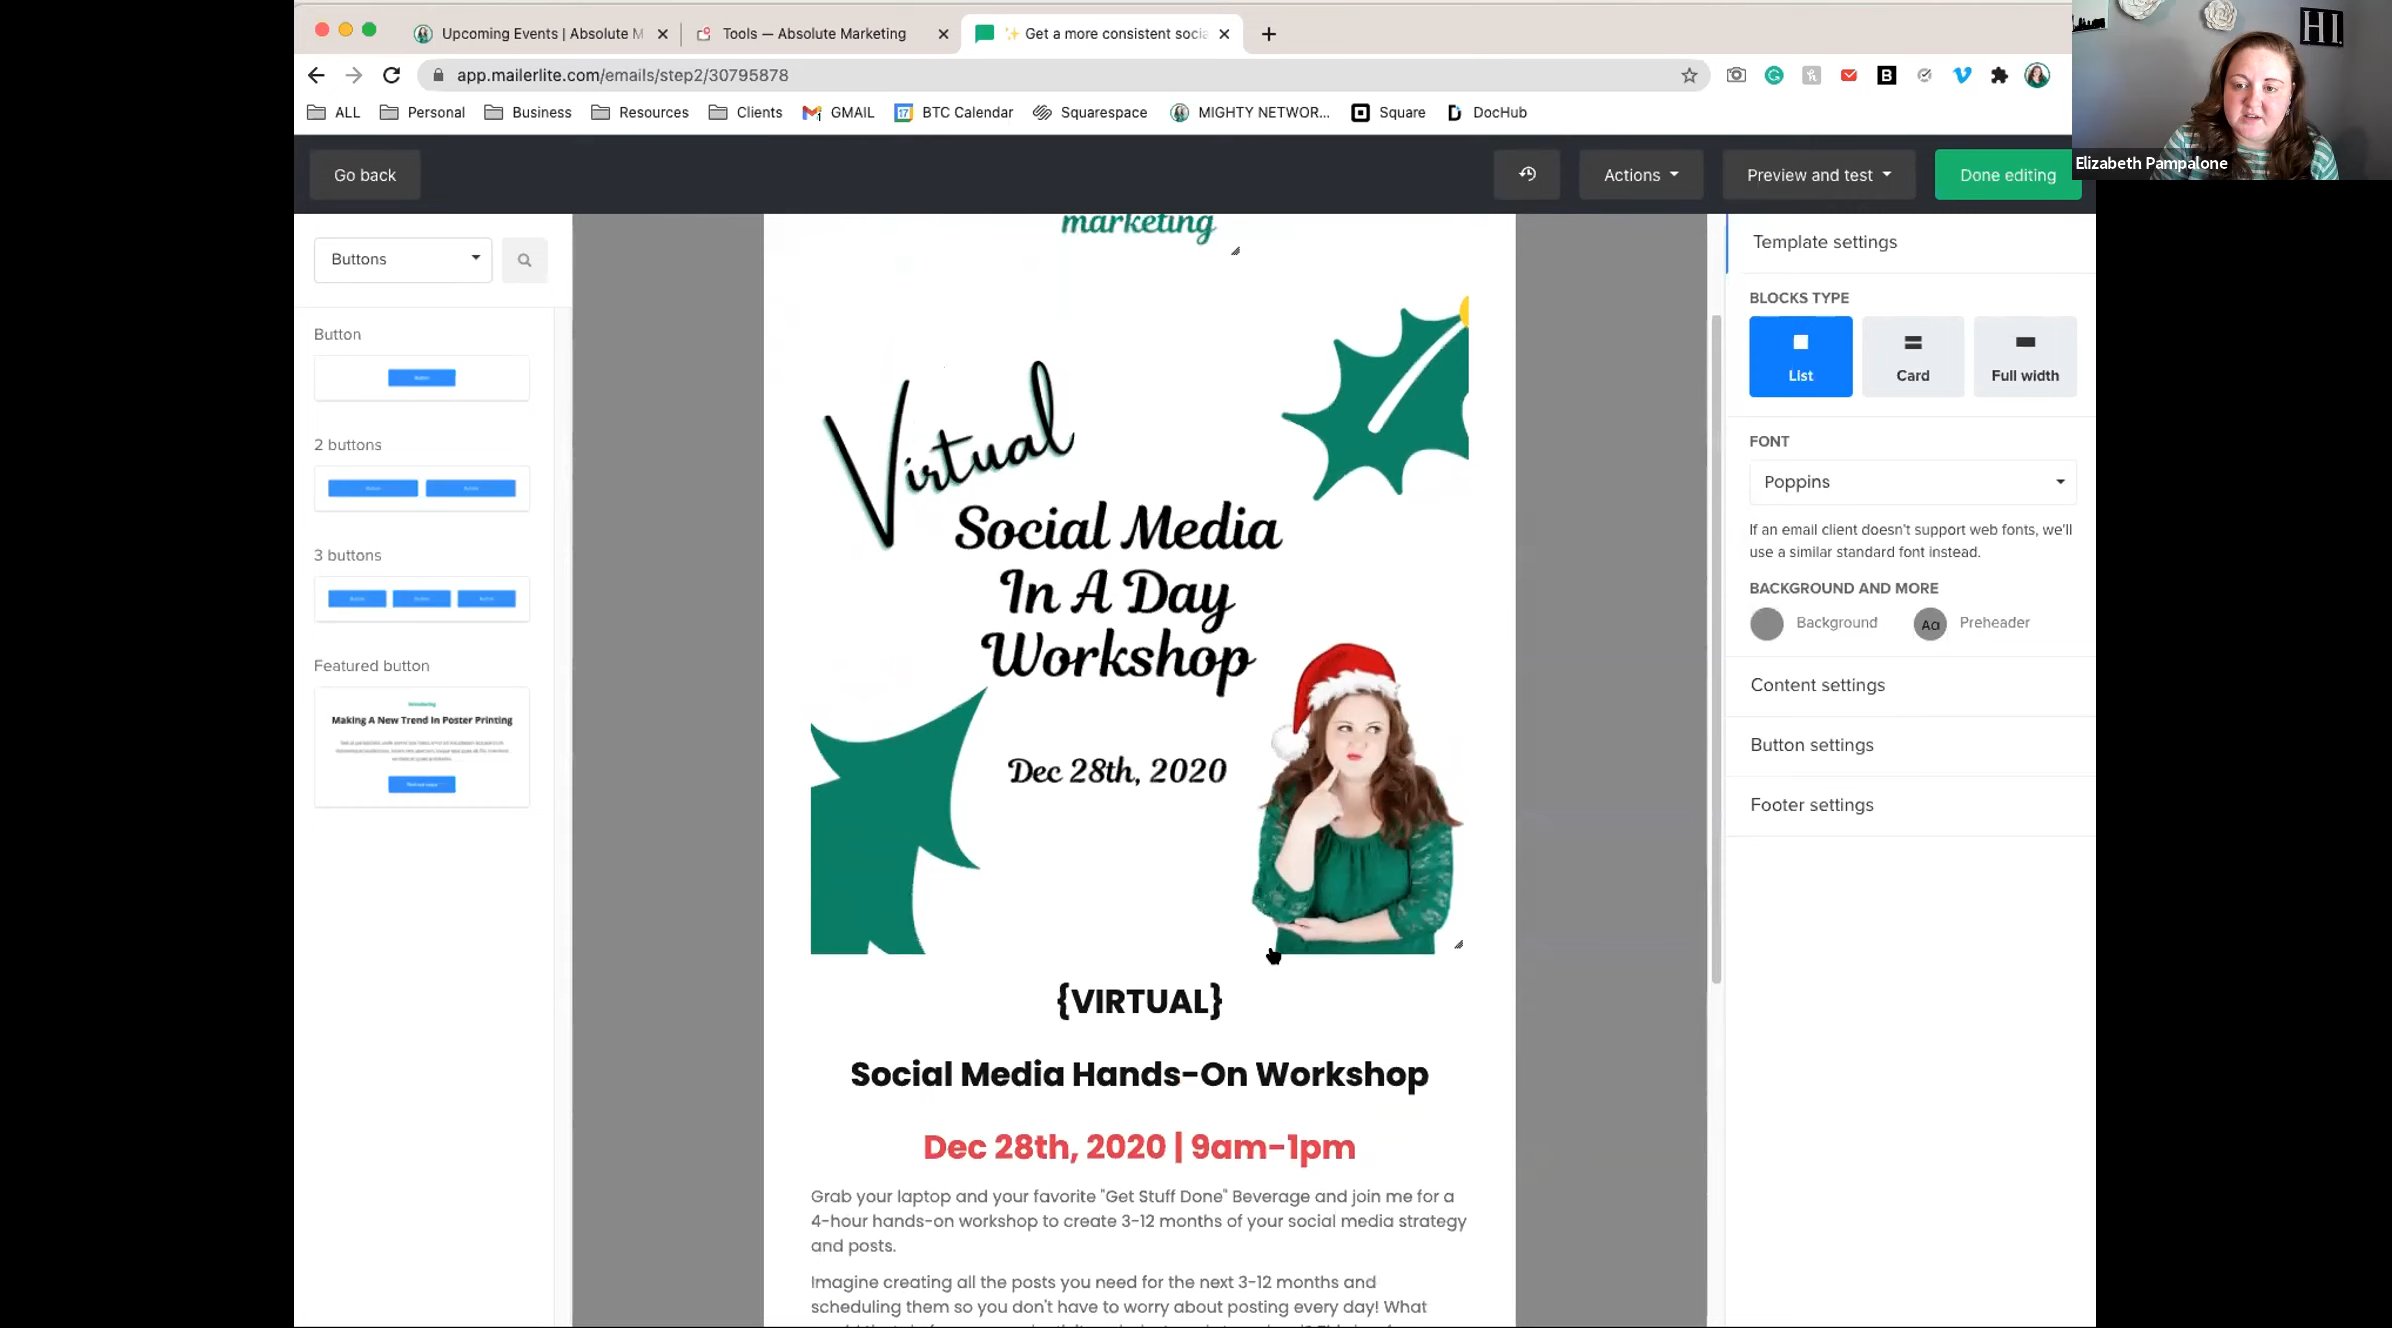 Upcoming Events | Absolute M
Tools — Absolute Marketing
✨ Get a more consistent socia
app.mailerlite.com/emails/step2/30795878
ALL
Personal
Business
Resources
Clients
GMAIL
17
BTC Calendar
Squarespace
MIGHTY NETWOR...
Square
DocHub
HI.
Elizabeth Pampalone
Go back
Actions
Preview and test
Done editing
Buttons
Button
2 buttons
3 buttons
Featured button
Introducing
Making A New Trend In Poster Printing
marketing
Virtual
Social Media
In A Day
Workshop
Dec 28th, 2020
{VIRTUAL}
Social Media Hands-On Workshop
Dec 28th, 2020 | 9am-1pm
Grab your laptop and your favorite "Get Stuff Done" Beverage and join me for a
4-hour hands-on workshop to create 3-12 months of your social media strategy
and posts.
Imagine creating all the posts you need for the next 3-12 months and
scheduling them so you don't have to worry about posting every day! What
Template settings
BLOCKS TYPE
List
Card
Full width
FONT
Poppins
If an email client doesn't support web fonts, we'll
use a similar standard font instead.
BACKGROUND AND MORE
Background
Aa
Preheader
Content settings
Button settings
Footer settings